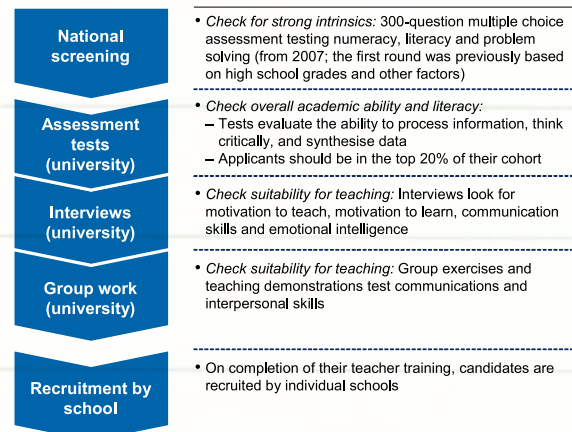 National
screening
• Check for strong intrinsics: 300-question multiple choice
assessment testing numeracy, literacy and problem
solving (from 2007; the first round was previously based
on high school grades and other factors)
Assessment
tests
(university)
• Check overall academic ability and literacy:
– Tests evaluate the ability to process information, think
critically, and synthesise data
– Applicants should be in the top 20% of their cohort
Interviews
(university)
• Check suitability for teaching: Interviews look for
motivation to teach, motivation to learn, communication
skills and emotional intelligence
Group work
(university)
• Check suitability for teaching: Group exercises and
teaching demonstrations test communications and
interpersonal skills
Recruitment by
school
• On completion of their teacher training, candidates are
recruited by individual schools